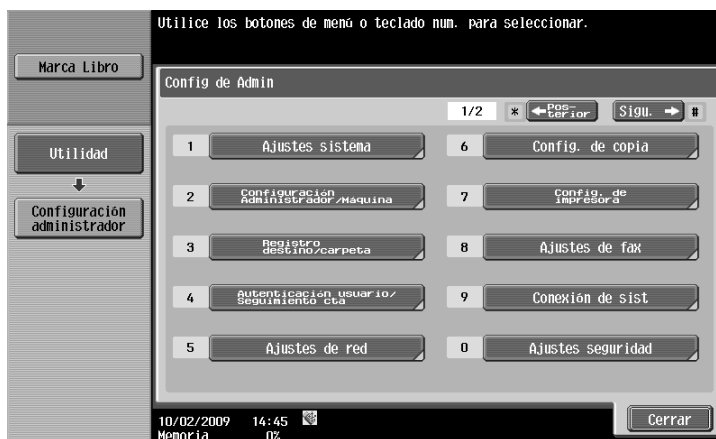 Utilice los botones de menú o teclado num. para seleccionar.
Marca Libro
Config de Admin
1/2
*
←Pos-
terior
Sigu. →
#
Utilidad
Configuración
administrador
1
Ajustes sistema
2
Configuración
Administrador/Máquina
3
Registro
destino/carpeta
4
Autenticación usuario/
Seguimiento cta
5
Ajustes de red
6
Config. de copia
7
Config. de
impresora
8
Ajustes de fax
9
Conexión de sist
0
Ajustes seguridad
10/02/2009 14:45
Memoria 0%
Cerrar